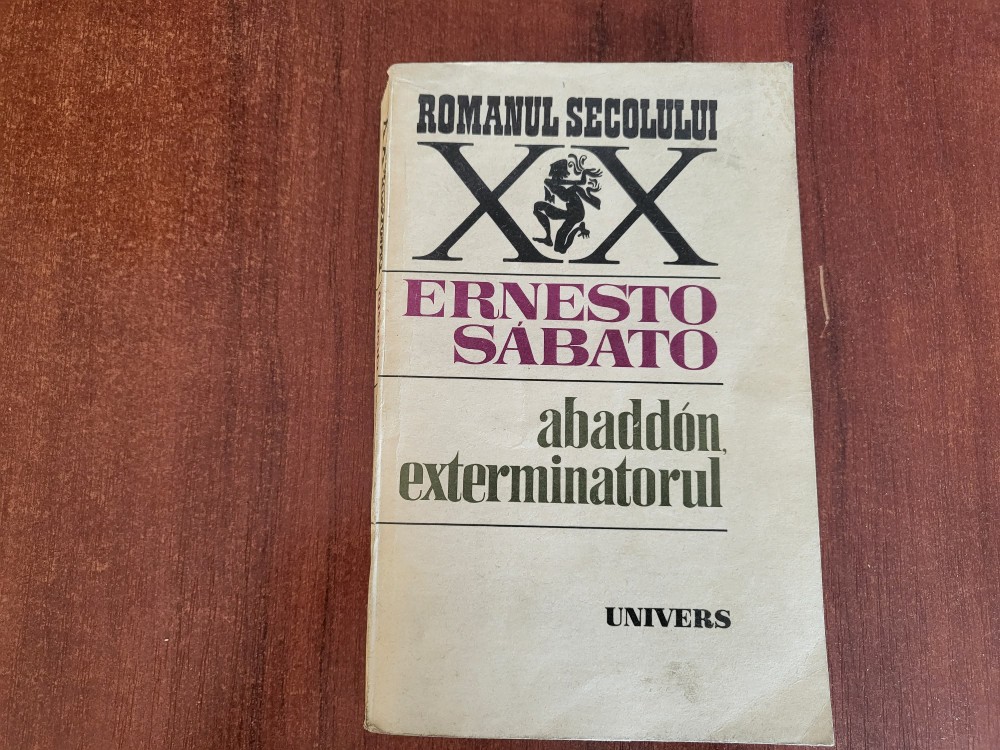 ROMANUL SECOLULUI
XX
ERNESTO
SÁBATO
abaddón,
exterminatorul
UNIVERS